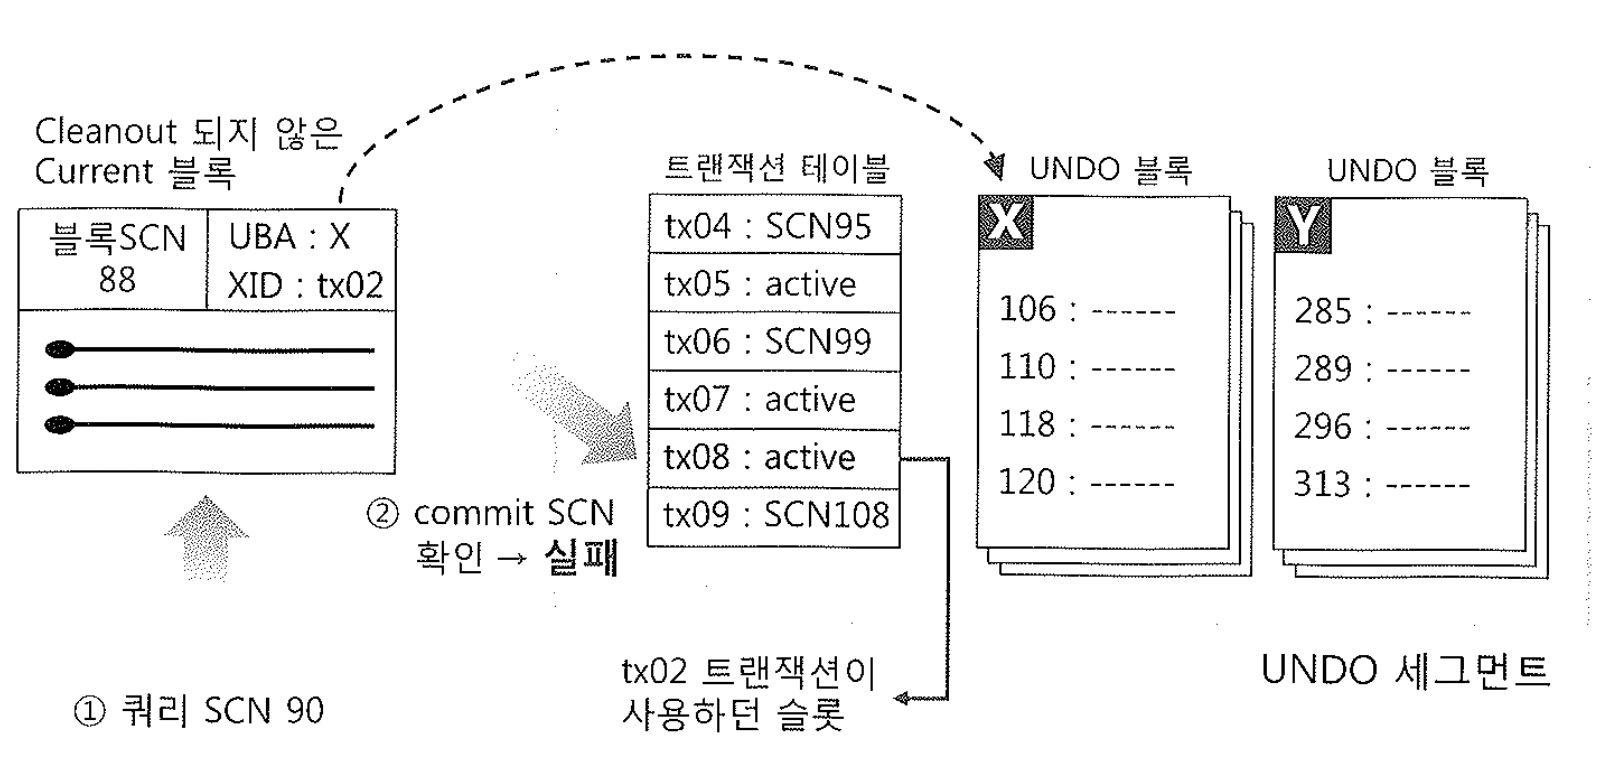 Cleanout 되지 않은
Current 블록
블록SCN
88
UBA : X
XID : tx02
① 쿼리 SCN 90
② commit SCN
확인 → 실패
트랜잭션 테이블
tx04 : SCN95
tx05 : active
tx06 : SCN99
tx07 : active
tx08 : active
tx09 : SCN108
tx02 트랜잭션이
사용하던 슬롯
UNDO 블록
X
106 : ------
110 : ------
118 : ------
120 : ------
UNDO 블록
Y
285 : ------
289 : ------
296 : ------
313 : ------
UNDO 세그먼트